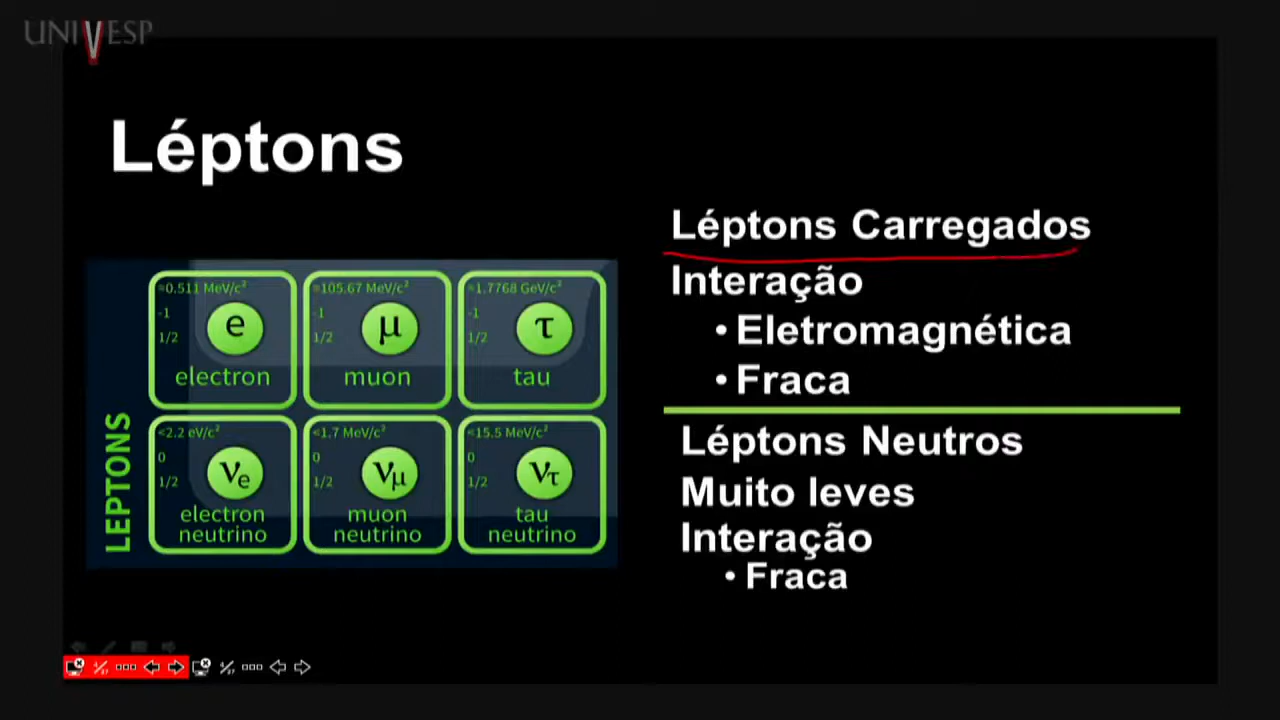 UNIVESP
Léptons
Léptons Carregados
Interação
• Eletromagnética
• Fraca
Léptons Neutros
Muito leves
Interação
• Fraca
LEPTONS
≈0.511 MeV/c²
-1
1/2
e
electron
≈105.67 MeV/c²
-1
1/2
μ
muon
≈1.7768 GeV/c²
-1
1/2
τ
tau
<2.2 eV/c²
0
1/2
νe
electron
neutrino
<1.7 MeV/c²
0
1/2
νμ
muon
neutrino
<15.5 MeV/c²
0
1/2
ντ
tau
neutrino